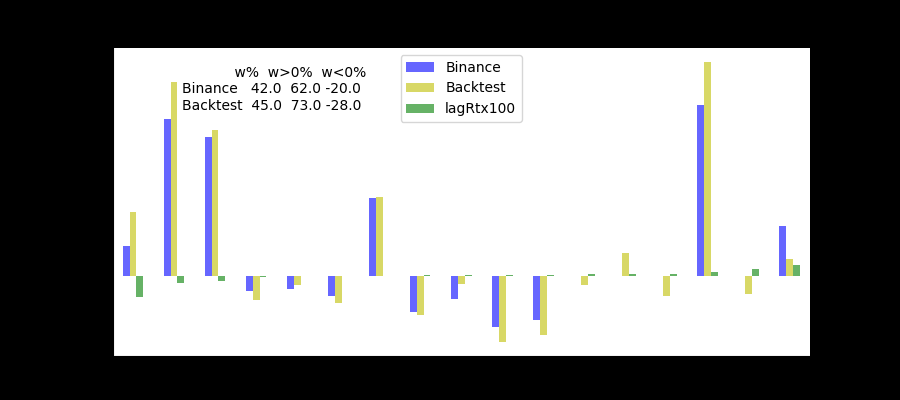 w% w>0% w<0%
Binance 42.0 62.0 -20.0
Backtest 45.0 73.0 -28.0
Binance
Backtest
lagRtx100